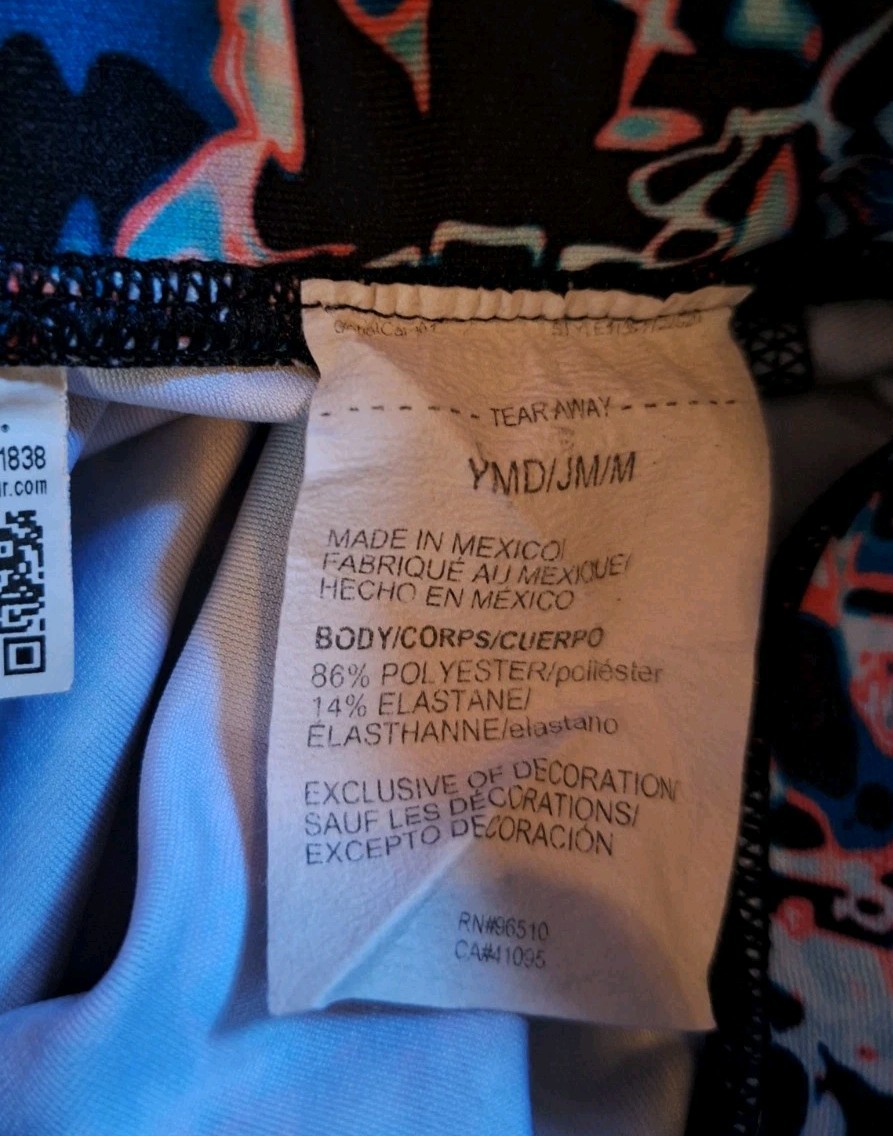 1838
r.com
TEAR AWAY
YMD/JM/M
MADE IN MEXICO/
FABRIQUÉ AU MEXIQUE/
HECHO EN MÉXICO
BODY/CORPS/CUERPO
86% POLYESTER/poliéster
14% ELASTANE/
ÉLASTHANNE/elastano
EXCLUSIVE OF DECORATION/
SAUF LES DÉCORATIONS/
EXCEPTO DECORACIÓN
RN#96510
CA#41095